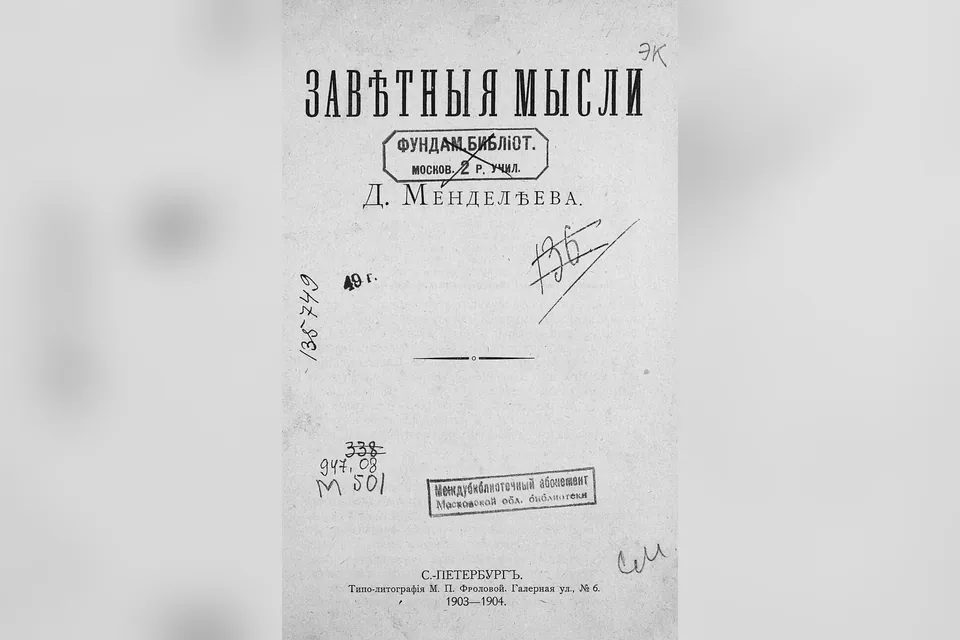 ЭК
ЗАВѢТНЫЯ МЫСЛИ
ФУНДАМ.БИБЛІОТ.
МОСКОВ. 2 Р. УЧИЛ.
Д. МЕНДЕЛѢЕВА.
136
49 г.
135749
338
947.08
М 501
Междубиблиотечный абонемент
Московской обл. библиотеки
С.-ПЕТЕРБУРГЪ.
Типо-литографія М. П. Фроловой. Галерная ул., № 6.
1903—1904.